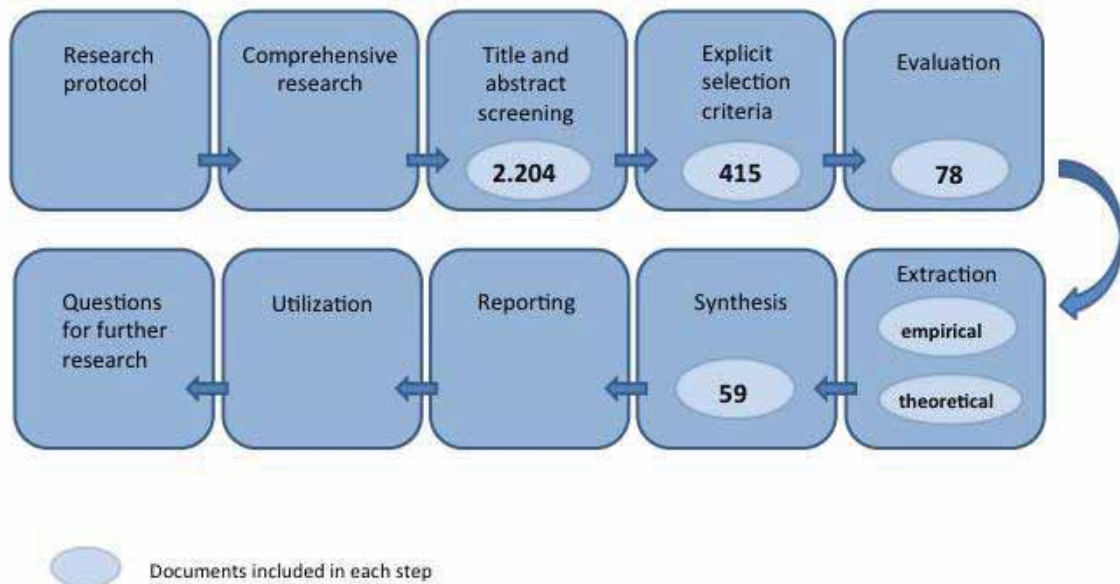 Research
protocol
Comprehensive
research
Title and
abstract
screening
2.204
Explicit
selection
criteria
415
Evaluation
78
Extraction
empirical
theoretical
Synthesis
59
Reporting
Utilization
Questions
for further
research
Documents included in each step